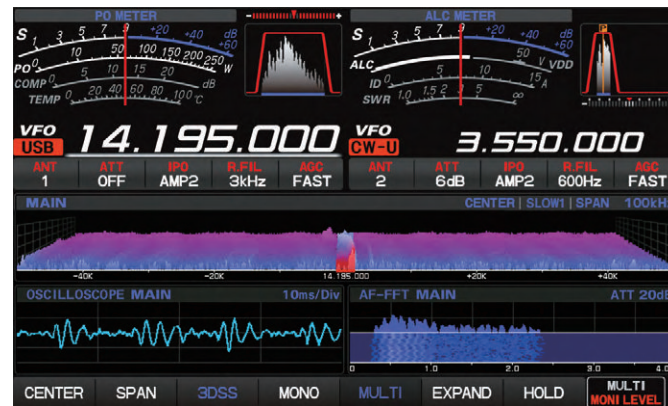 PO METER
S 1 3 5 7 9 +20 +40 +60 dB
PO 0 10 50 100 150 200 250 W
COMP 0 5 10 15 20 dB
TEMP 0 20 40 60 80 100 °C
ALC METER
S 1 3 5 7 9 +20 +40 +60 dB
ALC 50 V VDD
ID 0 5 10 15 A
SWR 1.0 1.5 2 3 5 ∞
P
VFO
USB
14.195.000
VFO
CW-U
3.550.000
ANT ATT IPO R.FIL AGC
1 OFF AMP2 3kHz FAST
ANT ATT IPO R.FIL AGC
2 6dB AMP2 600Hz FAST
MAIN
CENTER | SLOW1 | SPAN 100kH
-40K -20K 14.195.000 +20K +40K
OSCILLOSCOPE MAIN 10ms/Div
AF-FFT MAIN ATT 20dB
0 1.0 2.0 3.0 4.0
CENTER SPAN 3DSS MONO MULTI EXPAND HOLD MULTI
MONI LEVEL